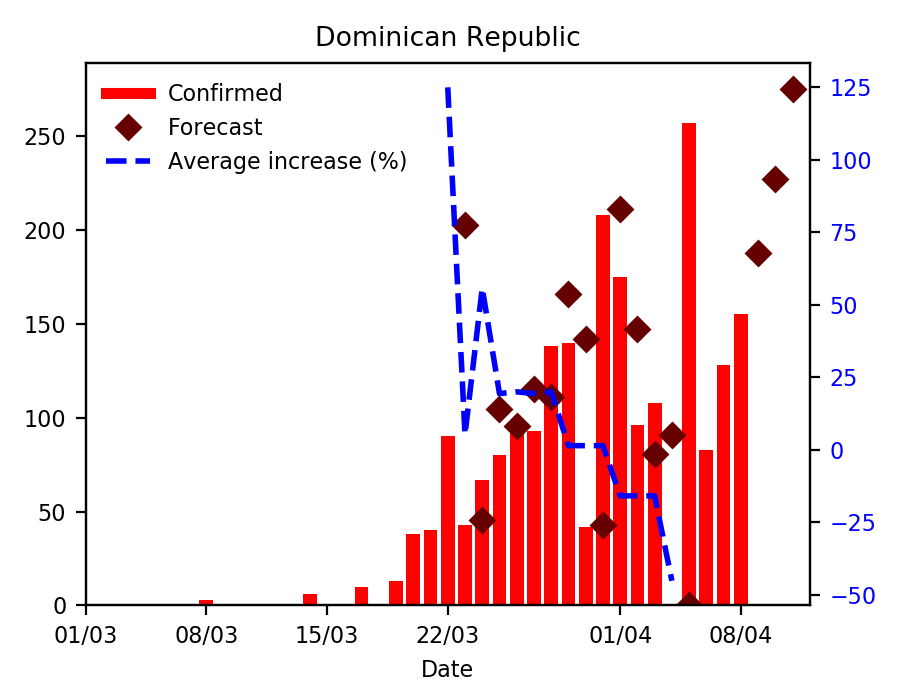 Dominican Republic
Confirmed
Forecast
Average increase (%)
250
200
150
100
50
0
125
100
75
50
25
0
−25
−50
01/03 08/03 15/03 22/03 01/04 08/04
Date